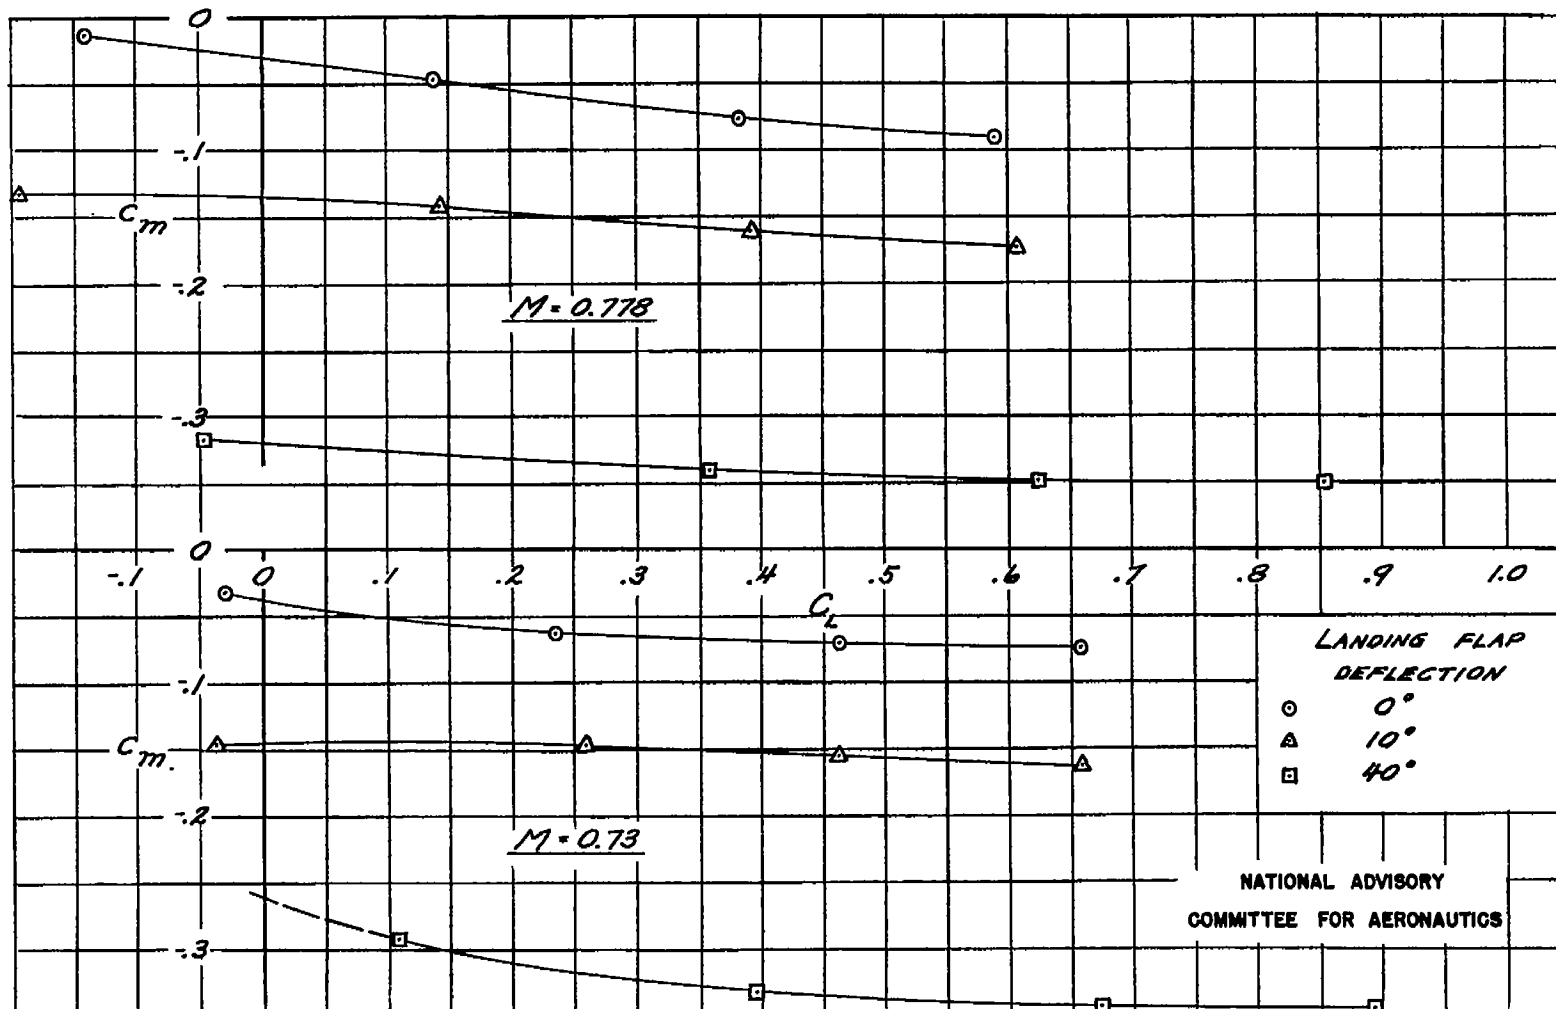 0
-.1
Cm
-.2
M = 0.778
-.3
0
-.1 0 .1 .2 .3 .4 .5 .6 .7 .8 .9 1.0
CL
LANDING FLAP
DEFLECTION
0°
10°
40°
-.1
Cm.
-.2
M = 0.73
NATIONAL ADVISORY
COMMITTEE FOR AERONAUTICS
-.3